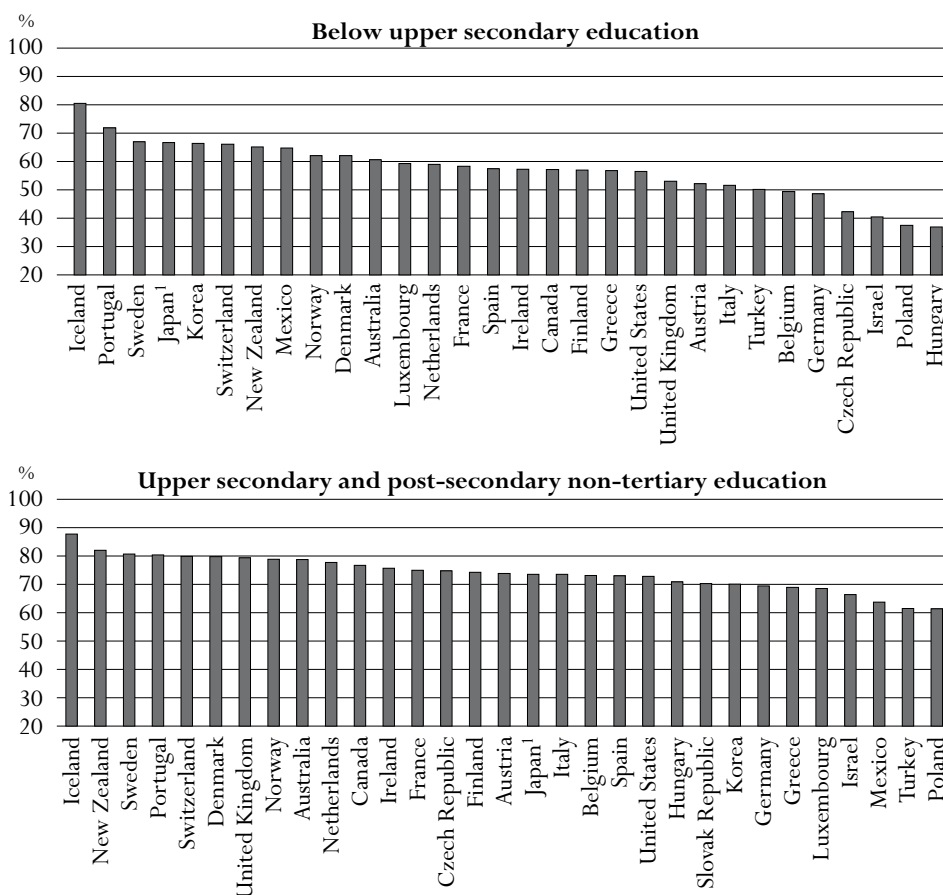 %
Below upper secondary education
100
90
80
70
60
50
40
30
20
Iceland
Portugal
Sweden
Japan¹
Korea
Switzerland
New Zealand
Mexico
Norway
Denmark
Australia
Luxembourg
Netherlands
France
Spain
Ireland
Canada
Finland
Greece
United States
United Kingdom
Austria
Italy
Turkey
Belgium
Germany
Czech Republic
Israel
Poland
Hungary
%
Upper secondary and post-secondary non-tertiary education
100
90
80
70
60
50
40
30
20
Iceland
New Zealand
Sweden
Portugal
Switzerland
Denmark
United Kingdom
Norway
Australia
Netherlands
Canada
Ireland
France
Czech Republic
Finland
Austria
Japan¹
Italy
Belgium
Spain
United States
Hungary
Slovak Republic
Korea
Germany
Greece
Luxembourg
Israel
Mexico
Turkey
Poland